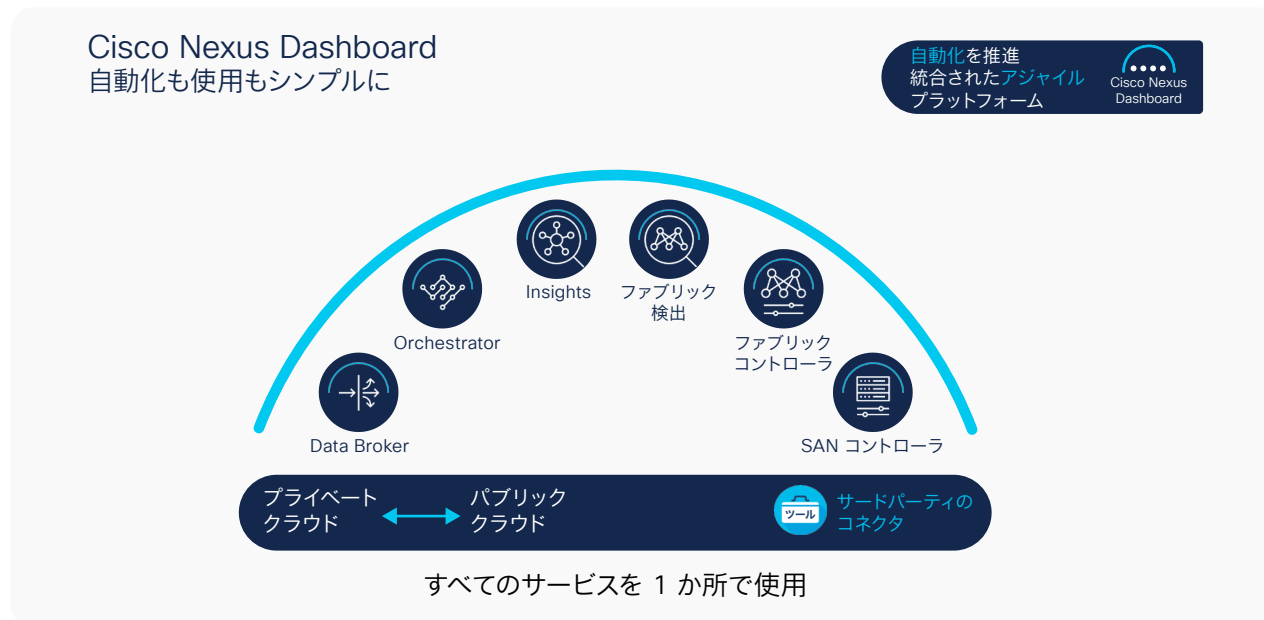 Cisco Nexus Dashboard
自動化も使用もシンプルに
自動化を推進
統合されたアジャイル
プラットフォーム
Cisco Nexus
Dashboard
Insights
ファブリック
検出
Orchestrator
ファブリック
コントローラ
Data Broker
SAN コントローラ
プライベート
クラウド
パブリック
クラウド
ツール
サードパーティの
コネクタ
すべてのサービスを 1 か所で使用